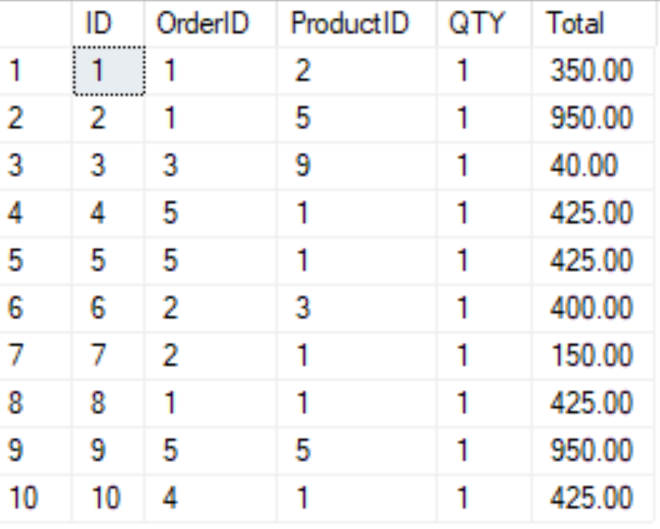 ID OrderID ProductID QTY Total
1 1 1 2 1 350.00
2 2 1 5 1 950.00
3 3 3 9 1 40.00
4 4 5 1 1 425.00
5 5 5 1 1 425.00
6 6 2 3 1 400.00
7 7 2 1 1 150.00
8 8 1 1 1 425.00
9 9 5 5 1 950.00
10 10 4 1 1 425.00